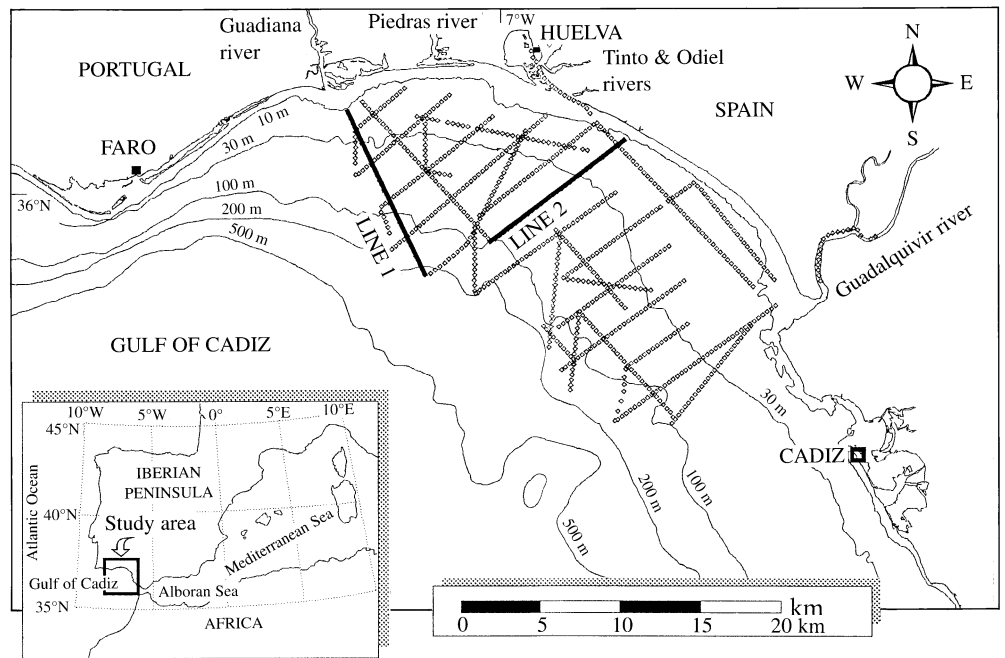 Guadiana
river
Piedras river
7°W
HUELVA
Tinto & Odiel
rivers
N
W
E
S
PORTUGAL
SPAIN
FARO
10 m
30 m
100 m
200 m
500 m
36°N
LINE 1
LINE 2
Guadalquivir river
GULF OF CADIZ
30 m
CADIZ
100 m
200 m
500 m
10°W
5°W
0°
5°E
10°E
45°N
IBERIAN
PENINSULA
40°N
Study area
Atlantic Ocean
Mediterranean Sea
Gulf of Cadiz
Alboran Sea
35°N
AFRICA
km
0
5
10
15
20 km